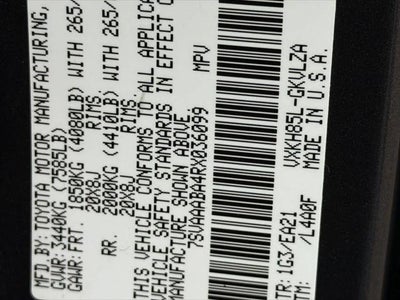 MFD. BY: TOYOTA MOTOR MANUFACTURING,
GVWR: 3440KG (7585LB)
GAWR: FRT. 1850KG (4080LB) WITH 265/
RIMS
20X8J
RR. 2000KG (4410LB) WITH 265/
RIMS
20X8J
THIS VEHICLE CONFORMS TO ALL APPLICA
VEHICLE SAFETY STANDARDS IN EFFECT O
MANUFACTURE SHOWN ABOVE.
7SVAAABA4RX036099 MPV
TR: 1G3/EA21 VXKH85L-GKVLZA
TM: /L4A0F MADE IN U.S.A.